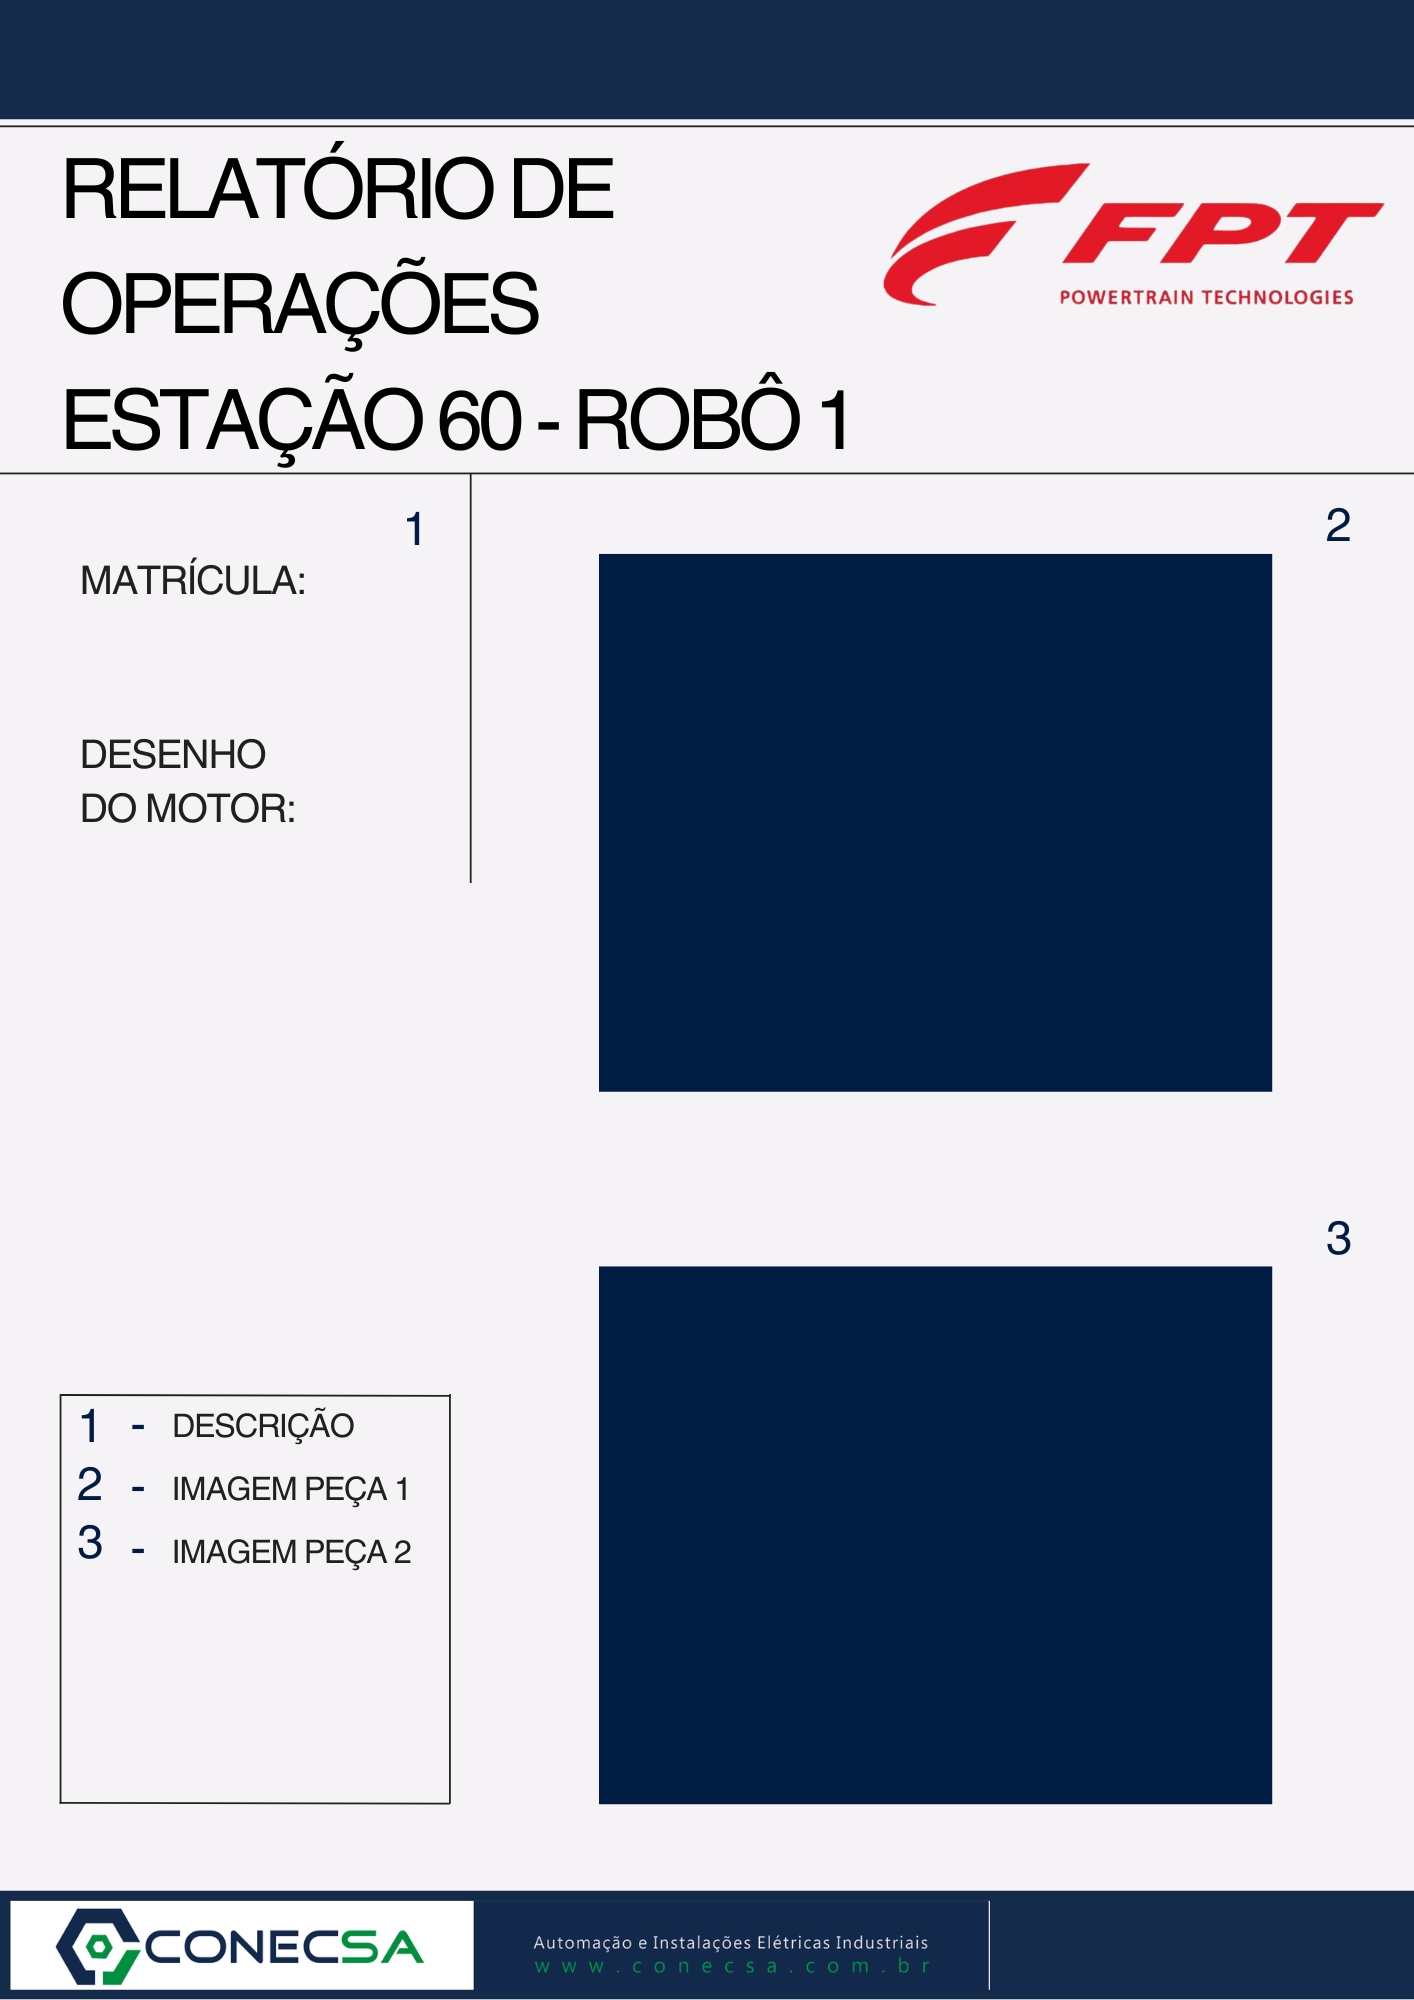 RELATÓRIO DE
OPERAÇÕES
ESTAÇÃO 60 - ROBÔ 1
FPT
POWERTRAIN TECHNOLOGIES
1
MATRÍCULA:
DESENHO
DO MOTOR:
2
3
1 - DESCRIÇÃO
2 - IMAGEM PEÇA 1
3 - IMAGEM PEÇA 2
CONECSA
Automação e Instalações Elétricas Industriais
www.conecsa.com.br